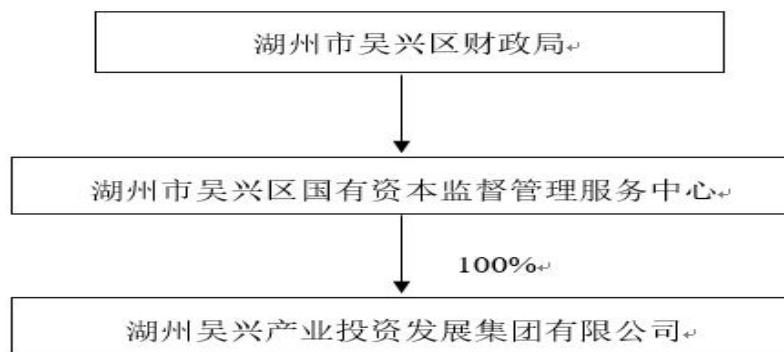 湖州市吴兴区财政局
湖州市吴兴区国有资本监督管理服务中心
100%
湖州吴兴产业投资发展集团有限公司